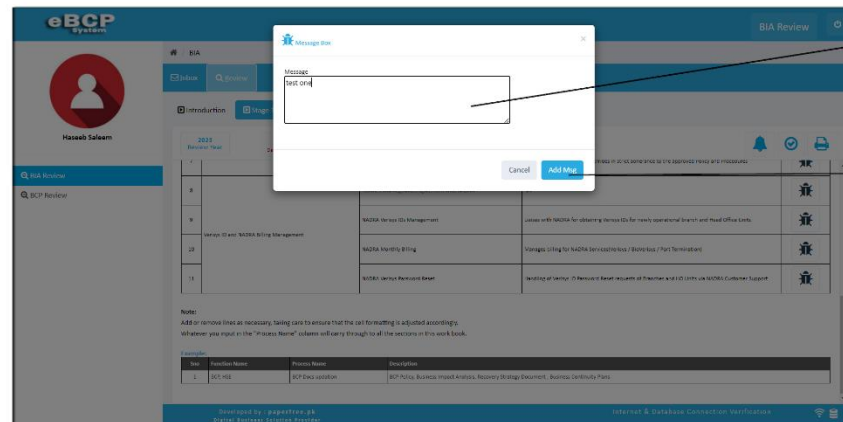 eBCP
System
BIA Review
Message Box
×
BIA
Message
test one
Inbox
Review
Introduction
Stage
Haseeb Saleem
2023
Review Year
Cancel
Add Msg
BIA Review
BCP Review
8
9
Verisys ID and NADRA Billing Management
NADRA Verisys IDs Management
Liaises with NADRA for obtaining Verisys IDs for newly operational branch and Head Office Units
10
NADRA Monthly Billing
11
NADRA Verisys Password Reset
Note:
Add or remove lines as necessary, taking care to ensure that the cell formatting is adjusted accordingly.
Whatever you input in the "Process Name" column will carry through to all the sections in this work book.
Examples
Function Name
Process Name
Description
1
BCP, HSE
BCP Docs updation
BCP Policy, Business Impact Analysis, Recovery Strategy Document, Business Continuity Plans
Developed by : paperfree.pk
Digital Business Solution Provider
Internet & Database Connection Verification